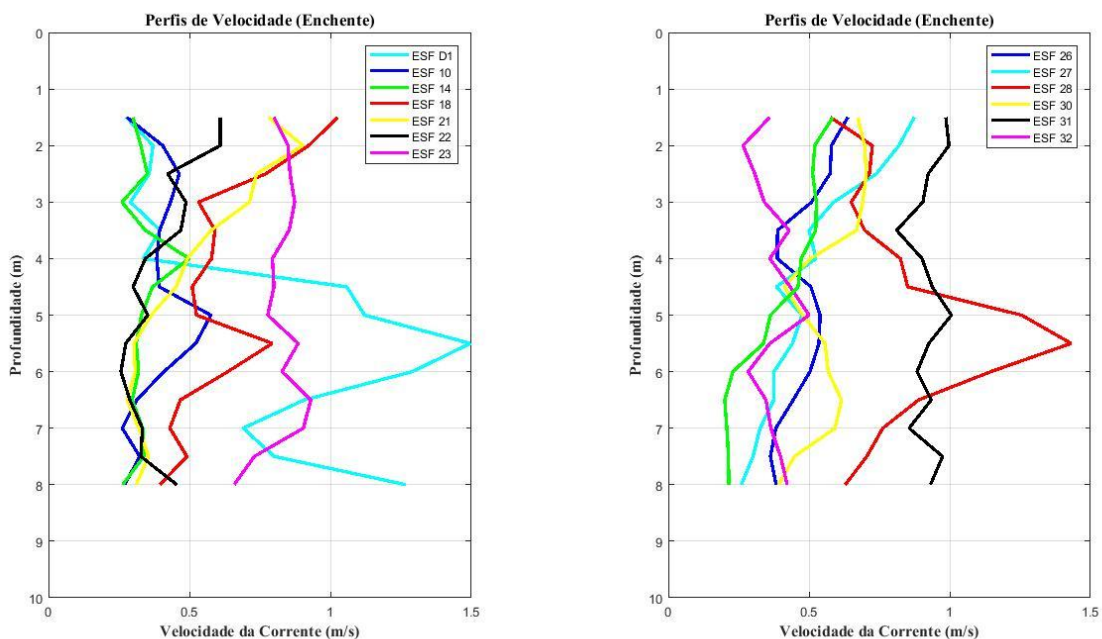 Perfis de Velocidade (Enchente)
0
1
2
3
4
5
6
7
8
9
10
Profundidade (m)
ESF D1
ESF 10
ESF 14
ESF 18
ESF 21
ESF 22
ESF 23
0
0.5
1
1.5
Velocidade da Corrente (m/s)
Perfis de Velocidade (Enchente)
0
1
2
3
4
5
6
7
8
9
10
Profundidade (m)
ESF 26
ESF 27
ESF 28
ESF 30
ESF 31
ESF 32
0
0.5
1
1.5
Velocidade da Corrente (m/s)